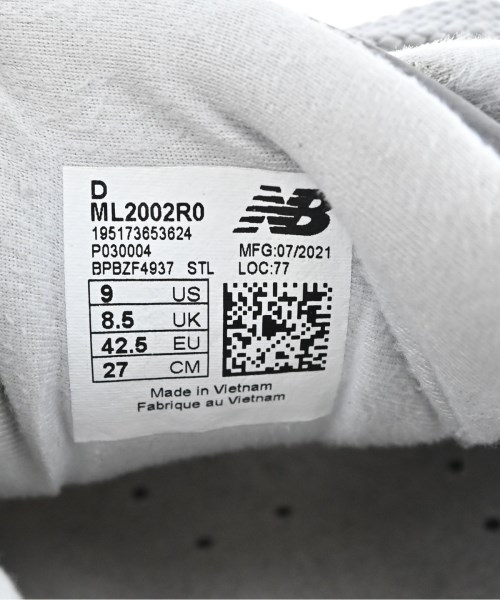 D
ML2002R0
NB
195173653624
P030004
MFG:07/2021
BPBZF4937 STL
LOC:77
9 US
8.5 UK
42.5 EU
27 CM
Made in Vietnam
Fabrique au Vietnam